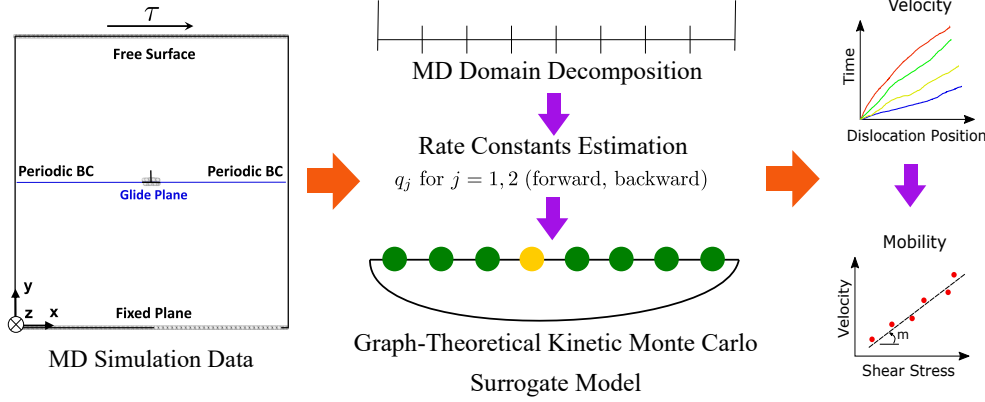 τ
Free Surface
Periodic BC
Periodic BC
Glide Plane
y
z
x
Fixed Plane
MD Simulation Data
MD Domain Decomposition
Rate Constants Estimation
q_j for j = 1, 2 (forward, backward)
Graph-Theoretical Kinetic Monte Carlo
Surrogate Model
Velocity
Time
Dislocation Position
Mobility
Velocity
m
Shear Stress